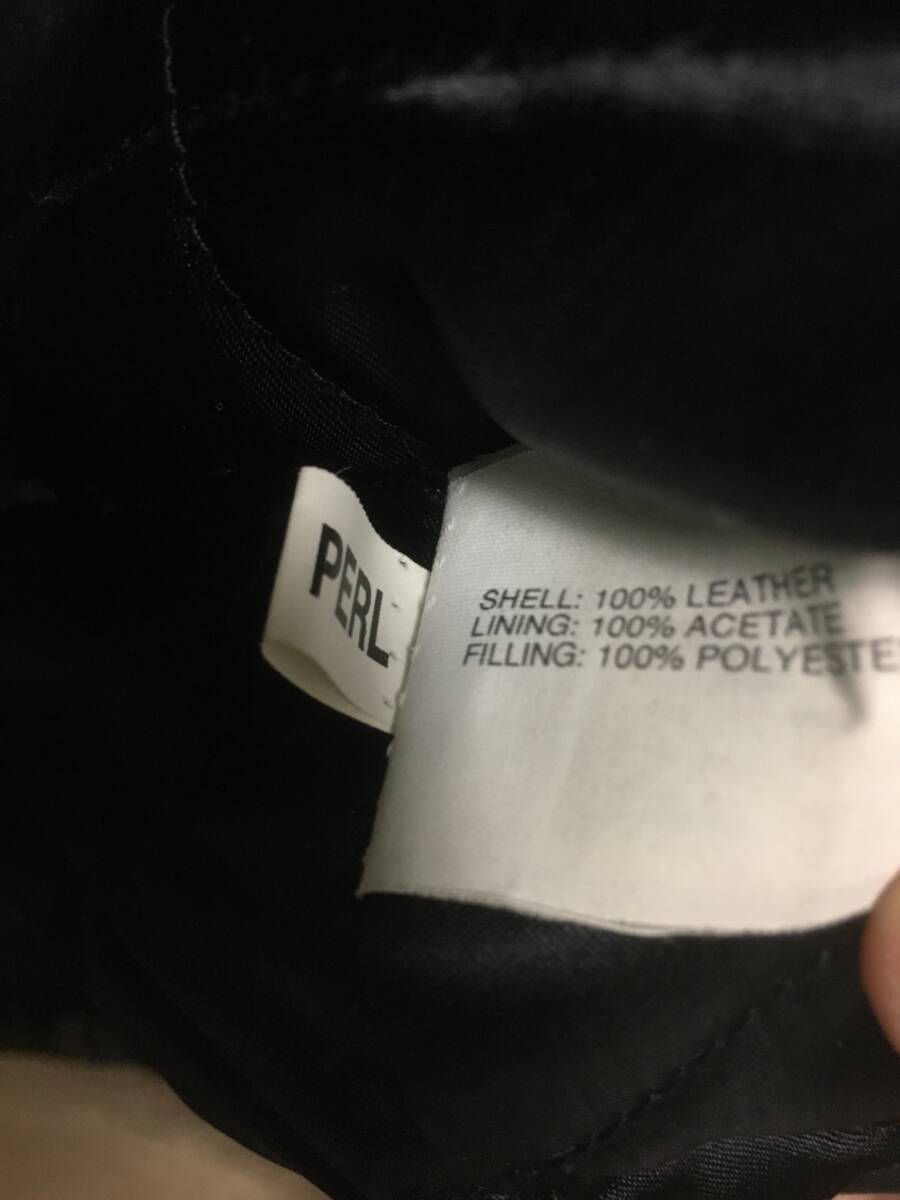 PERL
SHELL: 100% LEATHER
LINING: 100% ACETATE
FILLING: 100% POLYESTE